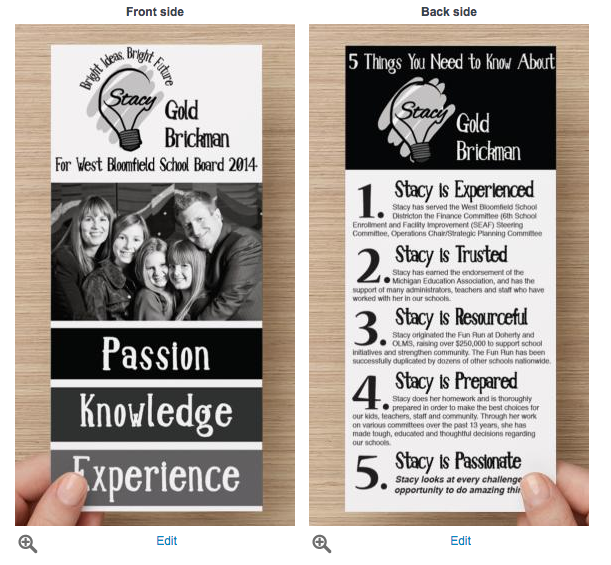 Front side
Back side
Bright Ideas, Bright Future
Stacy
Gold
Brickman
For West Bloomfield School Board 2014
Passion
Knowledge
Experience
Edit
5 Things You Need to Know About
Stacy
Gold
Brickman
1. Stacy is Experienced
Stacy has served the West Bloomfield School
Districton the Finance Committee (6th School
Enrollment and Facility Improvement (SEAF) Steering
Committee, Operations Chair/Strategic Planning Committee
2. Stacy is Trusted
Stacy has earned the endorsement of the
Michigan Education Association, and has the
support of many administrators, teachers and staff who have
worked with her in our schools.
3. Stacy is Resourceful
Stacy originated the Fun Run at Doherty and
OLMS, raising over $250,000 to support school
initiatives and strengthen community. The Fun Run has been
successfully duplicated by dozens of other schools nationwide.
4. Stacy is Prepared
Stacy does her homework and is thoroughly
prepared in order to make the best choices for
our kids, teachers, staff and community. Through her work
on various committees over the past 13 years, she has
made tough, educated and thoughtful decisions regarding
our schools.
5. Stacy is Passionate
Stacy looks at every challenge
opportunity to do amazing
Edit